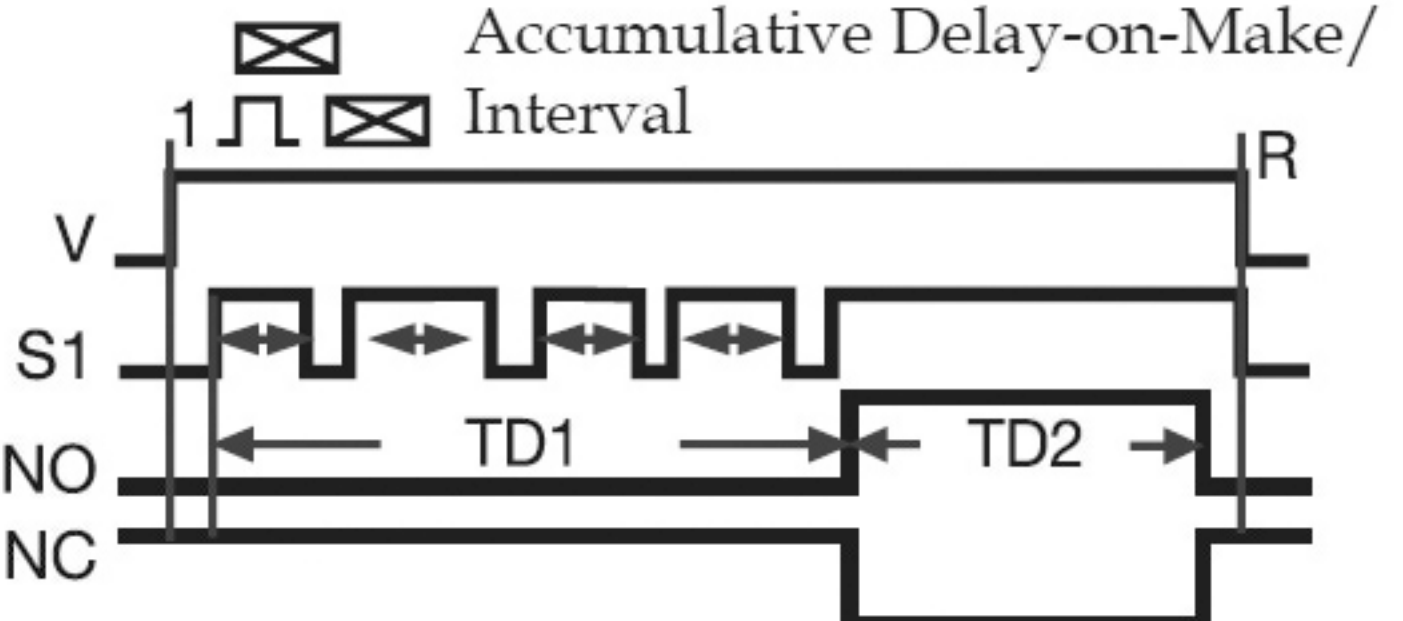 Accumulative Delay-on-Make/
1 Interval
R
V
S1
TD1 TD2
NO
NC